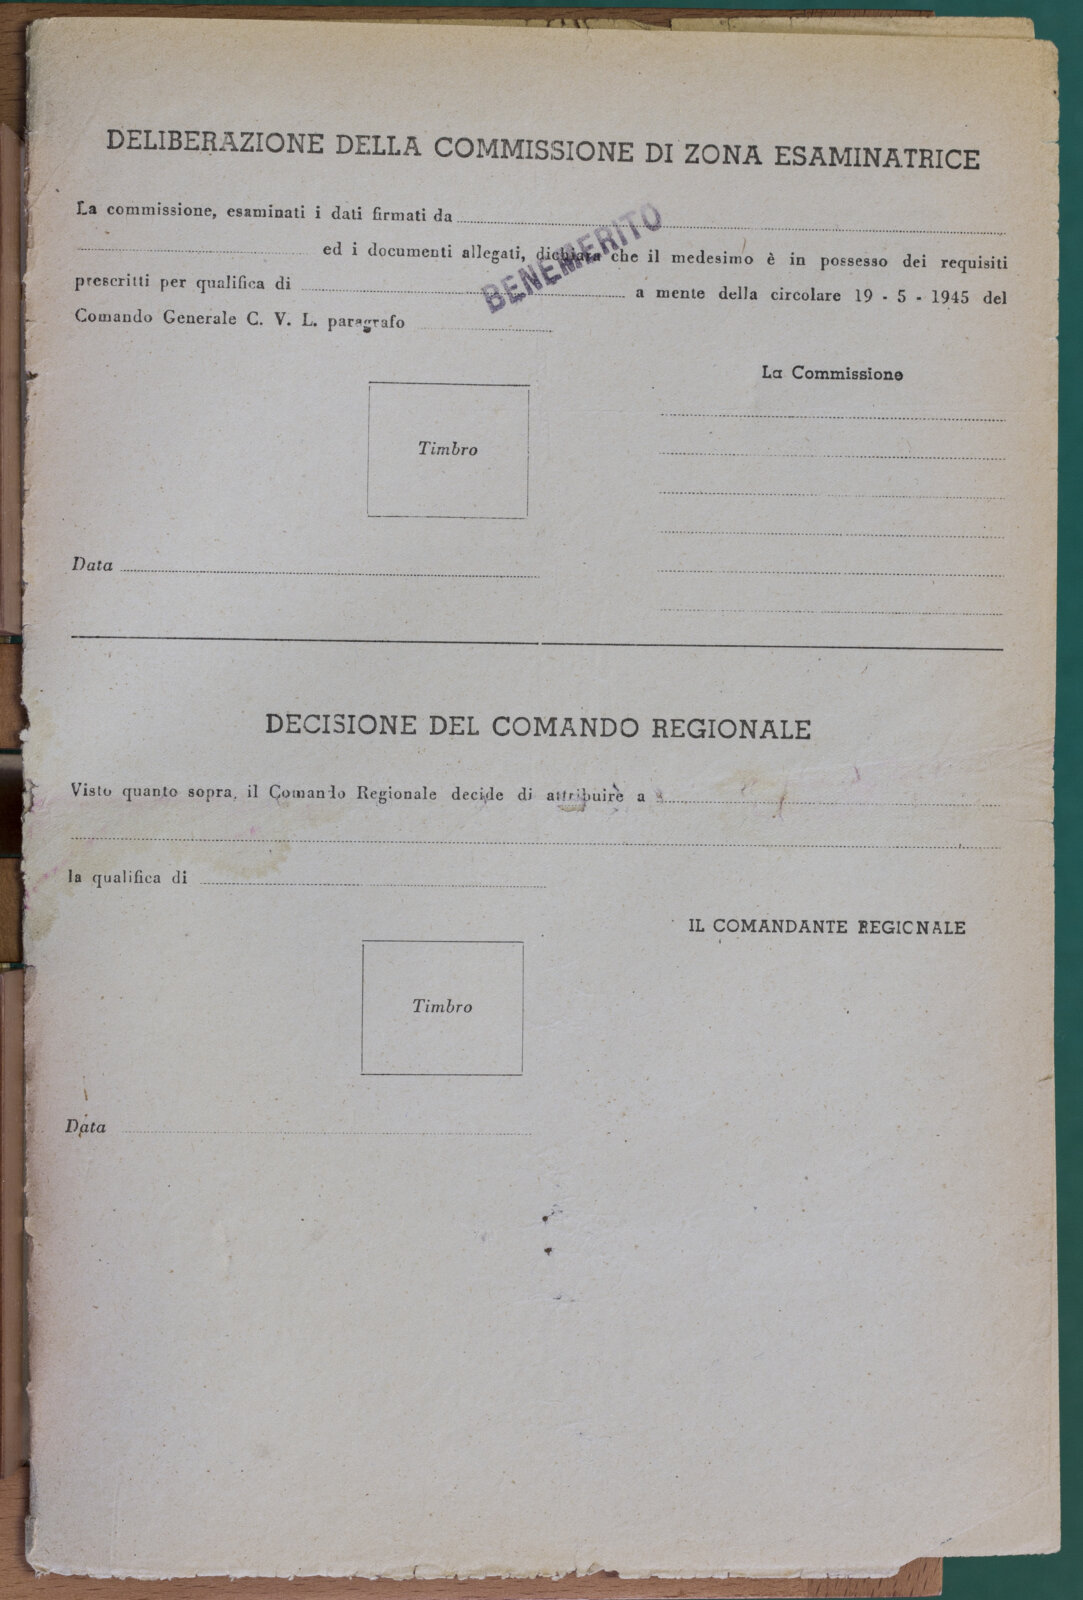 DELIBERAZIONE DELLA COMMISSIONE DI ZONA ESAMINATRICE
La commissione, esaminati i dati firmati da
ed i documenti allegati, dichiara che il medesimo è in possesso dei requisiti
BENEMERITO
prescritti per qualifica di a mente della circolare 19 - 5 - 1945 del
Comando Generale C. V. L. paragrafo
La Commissione
Timbro
Data
DECISIONE DEL COMANDO REGIONALE
Visto quanto sopra, il Comando Regionale decide di attribuire a
la qualifica di
IL COMANDANTE REGIONALE
Timbro
Data